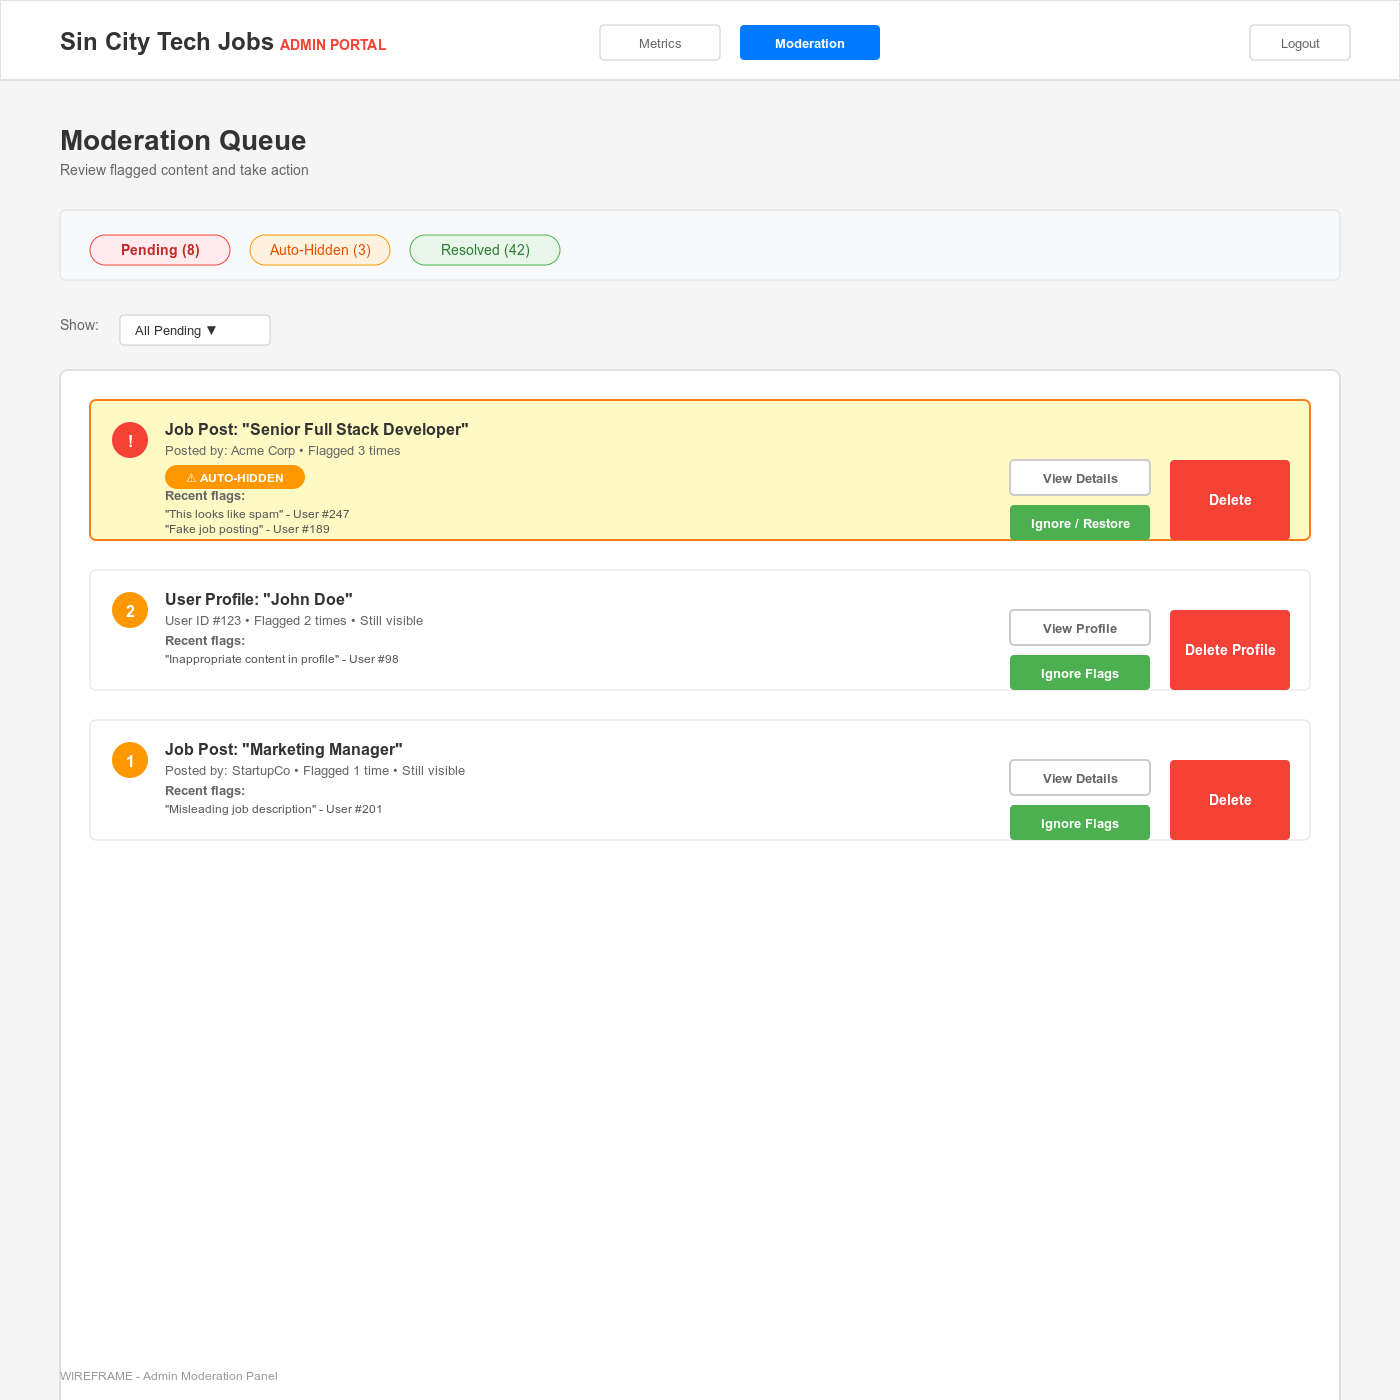 Sin City Tech Jobs ADMIN PORTAL
Metrics
Moderation
Logout
Moderation Queue
Review flagged content and take action
Pending (8)
Auto-Hidden (3)
Resolved (42)
Show:
All Pending ▼
!
Job Post: "Senior Full Stack Developer"
Posted by: Acme Corp • Flagged 3 times
⚠ AUTO-HIDDEN
Recent flags:
"This looks like spam" - User #247
"Fake job posting" - User #189
View Details
Ignore / Restore
Delete
2
User Profile: "John Doe"
User ID #123 • Flagged 2 times • Still visible
Recent flags:
"Inappropriate content in profile" - User #98
View Profile
Ignore Flags
Delete Profile
1
Job Post: "Marketing Manager"
Posted by: StartupCo • Flagged 1 time • Still visible
Recent flags:
"Misleading job description" - User #201
View Details
Ignore Flags
Delete
WIREFRAME - Admin Moderation Panel